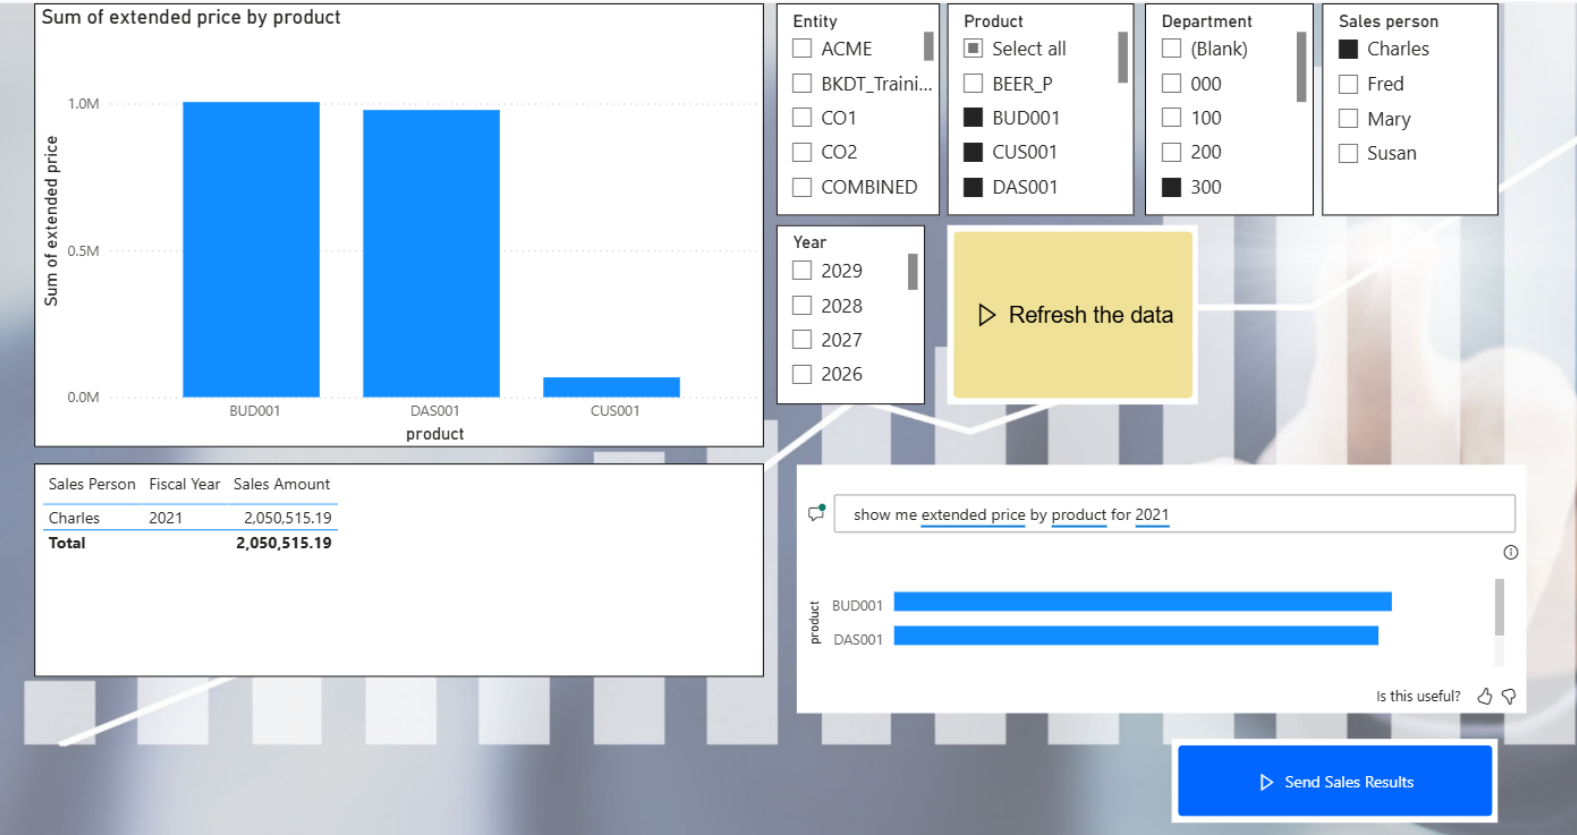 Sum of extended price by product
1.0M
0.5M
0.0M
Sum of extended price
BUD001 DAS001 CUS001
product
Entity
ACME
BKDT_Traini...
CO1
CO2
COMBINED
Product
Select all
BEER_P
BUD001
CUS001
DAS001
Department
(Blank)
000
100
200
300
Sales person
Charles
Fred
Mary
Susan
Year
2029
2028
2027
2026
Refresh the data
Sales Person Fiscal Year Sales Amount
Charles 2021 2,050,515.19
Total 2,050,515.19
show me extended price by product for 2021
product
BUD001
DAS001
Is this useful?
Send Sales Results